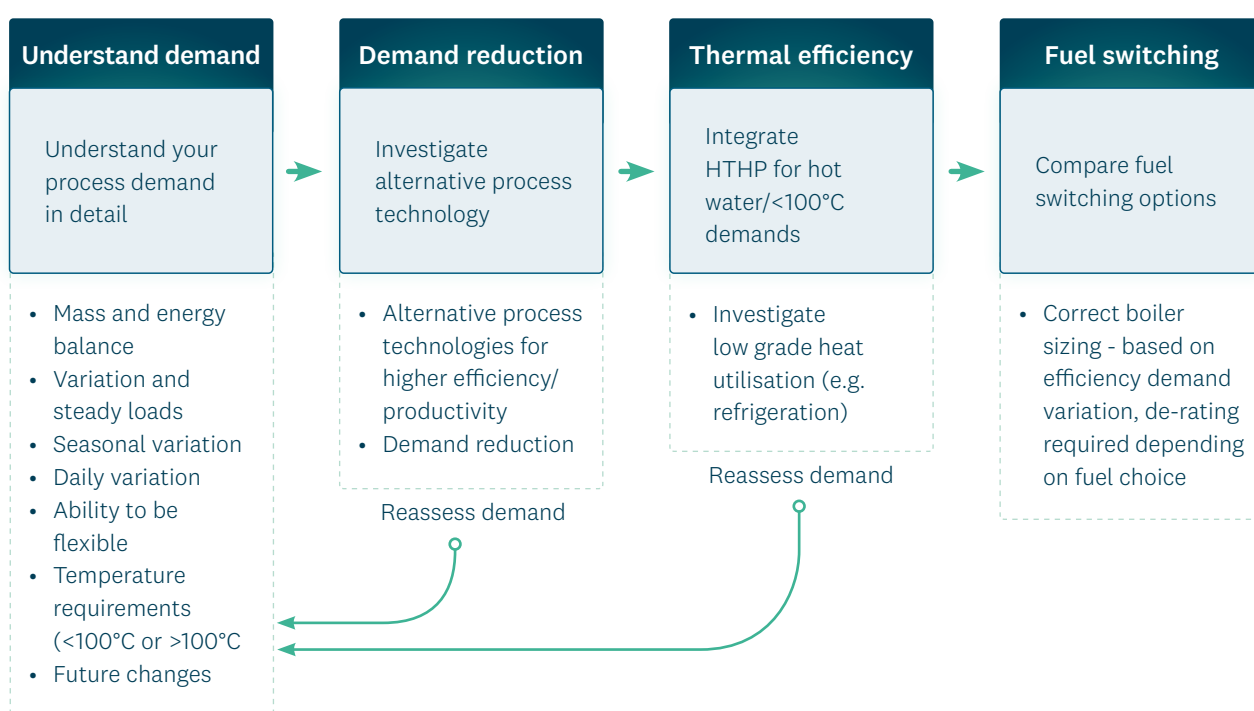 Understand demand
Understand your
process demand
in detail
• Mass and energy
balance
• Variation and
steady loads
• Seasonal variation
• Daily variation
• Ability to be
flexible
• Temperature
requirements
(<100°C or >100°C
• Future changes
Demand reduction
Investigate
alternative process
technology
• Alternative process
technologies for
higher efficiency/
productivity
• Demand reduction
Reassess demand
Thermal efficiency
Integrate
HTHP for hot
water/<100°C
demands
• Investigate
low grade heat
utilisation (e.g.
refrigeration)
Reassess demand
Fuel switching
Compare fuel
switching options
• Correct boiler
sizing - based on
efficiency demand
variation, de-rating
required depending
on fuel choice